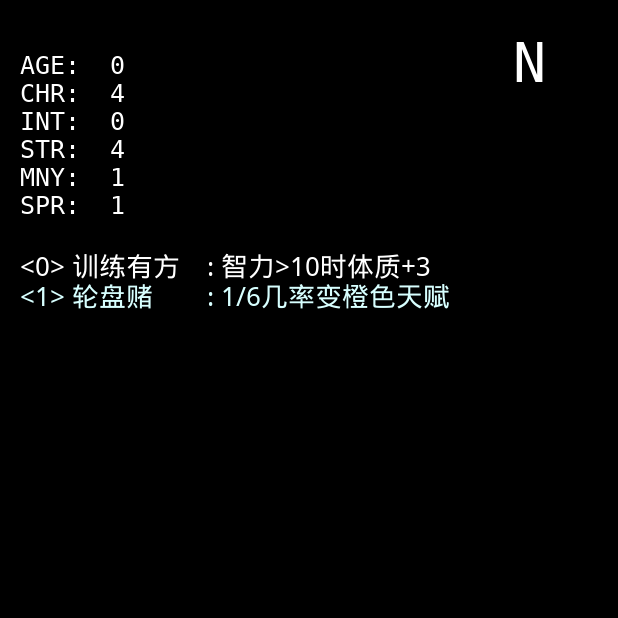 N
AGE: 0
CHR: 4
INT: 0
STR: 4
MNY: 1
SPR: 1
<0> 训练有方 : 智力>10时体质+3
<1> 轮盘赌 : 1/6几率变橙色天赋